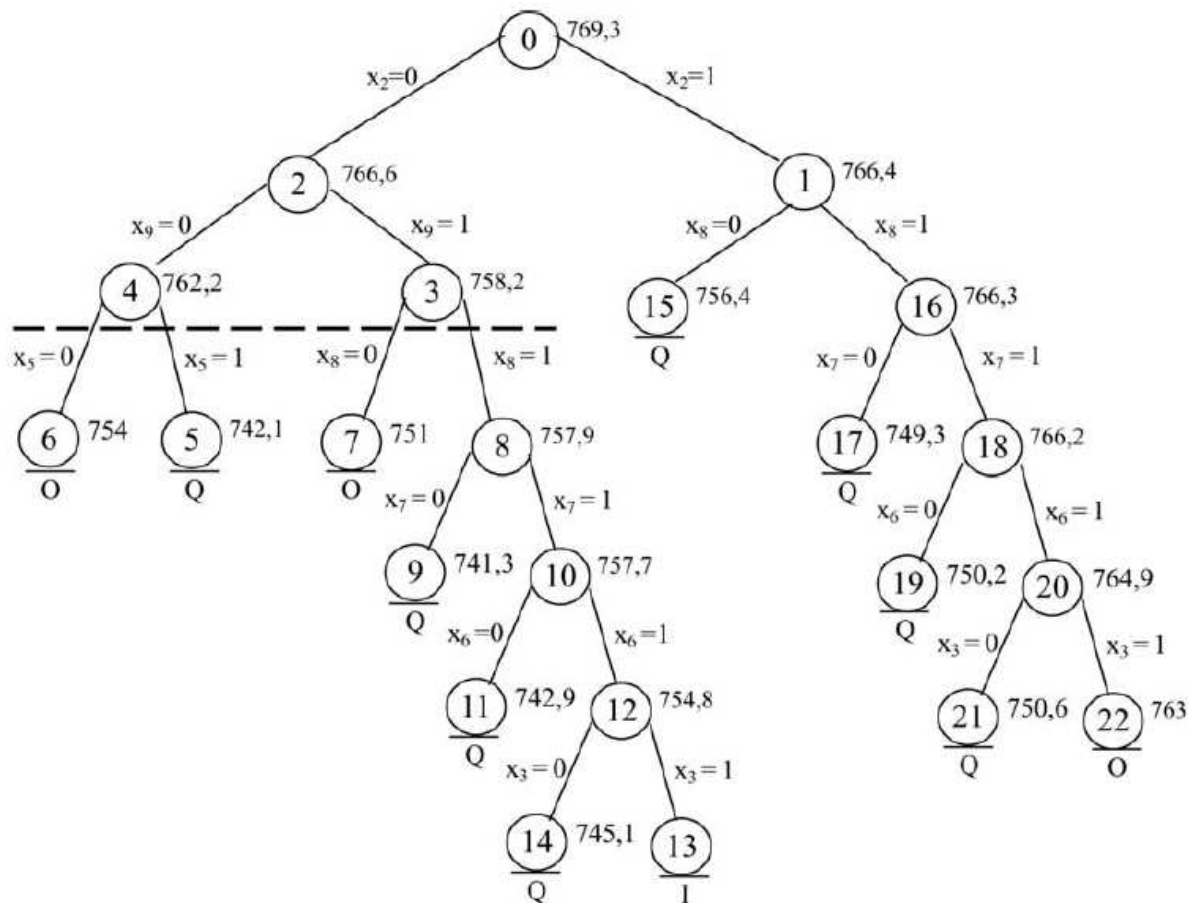 0 769,3
x₂=0 x₂=1
2 766,6 1 766,4
x₉=0 x₉=1 x₈=0 x₈=1
4 762,2 3 758,2 15 756,4 16 766,3
Q
x₅=0 x₅=1 x₈=0 x₈=1 x₇=0 x₇=1
6 754 5 742,1 7 751 8 757,9 17 749,3 18 766,2
O Q O Q
x₇=0 x₇=1 x₆=0 x₆=1
9 741,3 10 757,7 19 750,2 20 764,9
Q Q
x₆=0 x₆=1 x₃=0 x₃=1
11 742,9 12 754,8 21 750,6 22 763
Q Q O
x₃=0 x₃=1
14 745,1 13
Q I